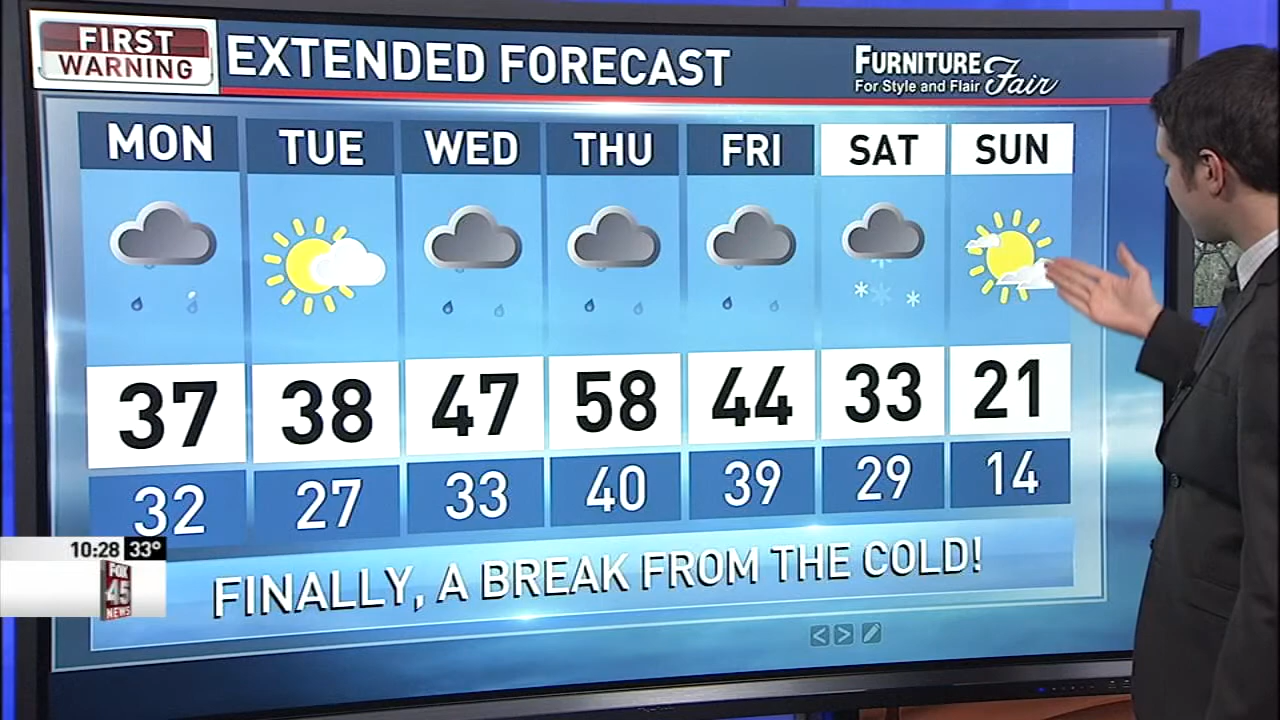 FIRST
WARNING
EXTENDED FORECAST
FURNITURE Fair
For Style and Flair
MON TUE WED THU FRI SAT SUN
37 38 47 58 44 33 21
32 27 33 40 39 29 14
FINALLY, A BREAK FROM THE COLD!
10:28 33°
FOX
45
NEWS